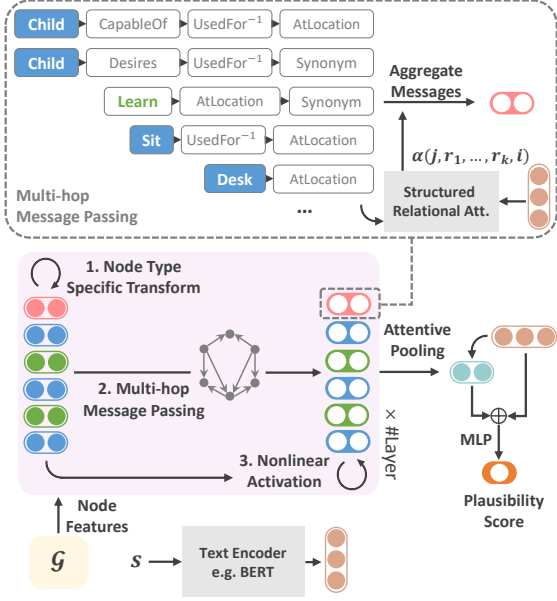 Child CapableOf UsedFor⁻¹ AtLocation
Child Desires UsedFor⁻¹ Synonym
Learn AtLocation Synonym
Sit UsedFor⁻¹ AtLocation
Desk AtLocation
...
Aggregate
Messages
α(j, r₁, ..., rₖ, i)
Structured
Relational Att.
Multi-hop
Message Passing
1. Node Type
Specific Transform
2. Multi-hop
Message Passing
3. Nonlinear
Activation
× #Layer
Attentive
Pooling
MLP
Plausibility
Score
Node
Features
𝒢
s
Text Encoder
e.g. BERT